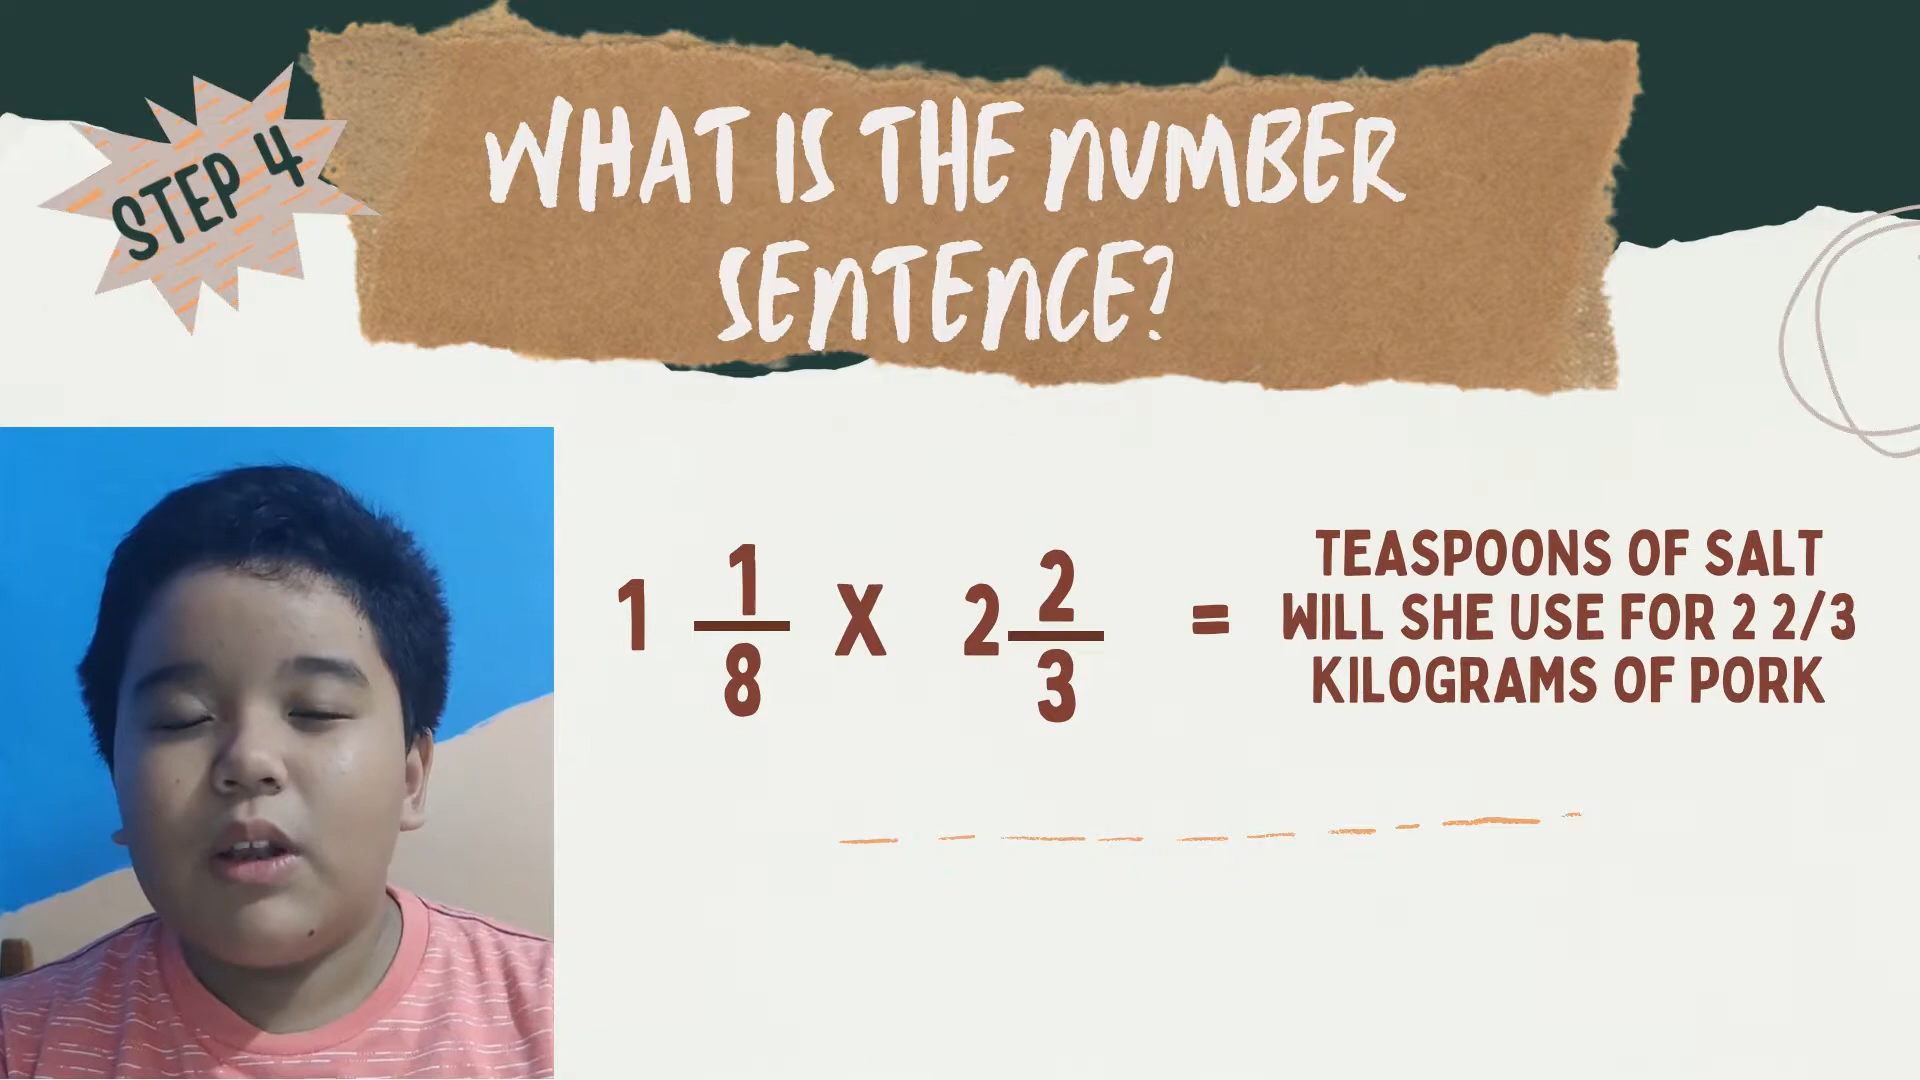 STEP 4
WHAT IS THE NUMBER
SENTENCE?
1 1/8 X 2 2/3 =
TEASPOONS OF SALT
WILL SHE USE FOR 2 2/3
KILOGRAMS OF PORK